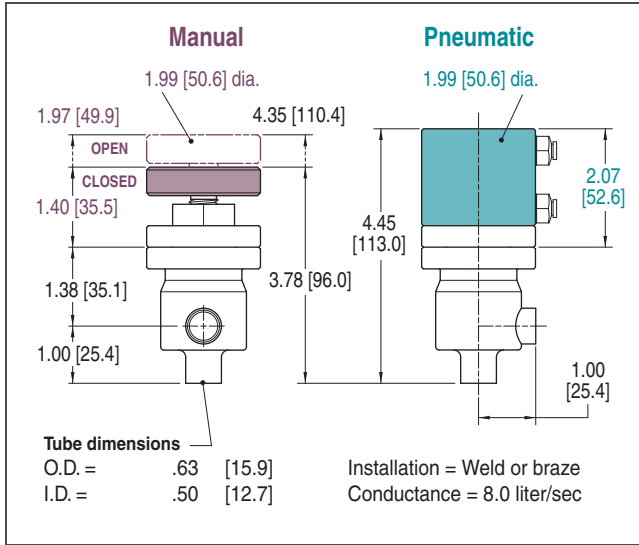 Manual
Pneumatic
1.99 [50.6] dia.
1.99 [50.6] dia.
1.97 [49.9]
4.35 [110.4]
OPEN
CLOSED
1.40 [35.5]
2.07
[52.6]
4.45
[113.0]
3.78 [96.0]
1.38 [35.1]
1.00 [25.4]
1.00
[25.4]
Tube dimensions
O.D. = .63 [15.9]
I.D. = .50 [12.7]
Installation = Weld or braze
Conductance = 8.0 liter/sec